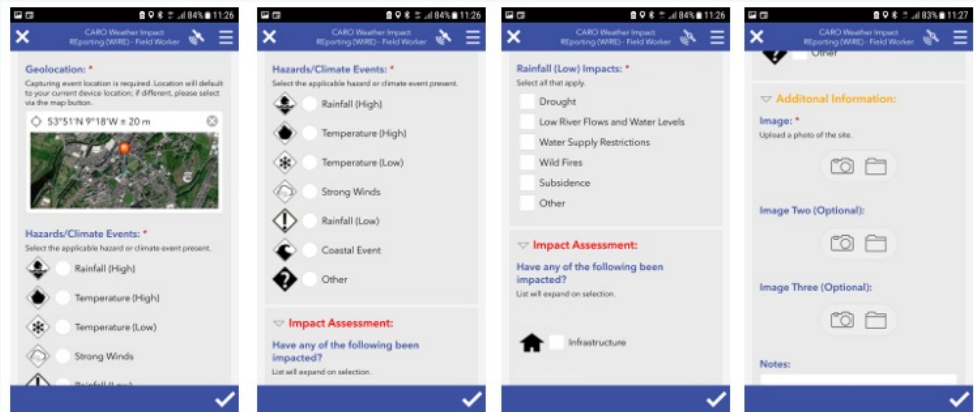 84% 11:26
CARO Weather Impact
REporting (WIRE) - Field Worker
Geolocation: *
Capturing event location is required. Location will default
to your current device location; if different, please select
via the map button.
53°51'N 9°18'W ± 20 m
Hazards/Climate Events: *
Select the applicable hazard or climate event present.
Rainfall (High)
Temperature (High)
Temperature (Low)
Strong Winds
Rainfall (Low)
84% 11:26
CARO Weather Impact
REporting (WIRE) - Field Worker
Hazards/Climate Events: *
Select the applicable hazard or climate event present.
Rainfall (High)
Temperature (High)
Temperature (Low)
Strong Winds
Rainfall (Low)
Coastal Event
Other
Impact Assessment:
Have any of the following been
impacted?
List will expand on selection.
84% 11:26
CARO Weather Impact
REporting (WIRE) - Field Worker
Rainfall (Low) Impacts: *
Select all that apply.
Drought
Low River Flows and Water Levels
Water Supply Restrictions
Wild Fires
Subsidence
Other
Impact Assessment:
Have any of the following been
impacted?
List will expand on selection.
Infrastructure
83% 11:27
CARO Weather Impact
REporting (WIRE) - Field Worker
Other
Additonal Information:
Image: *
Upload a photo of the site.
Image Two (Optional):
Image Three (Optional):
Notes: